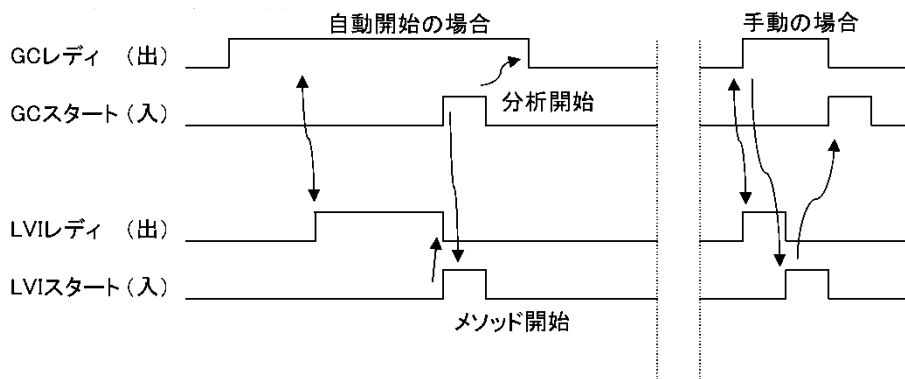 自動開始の場合
手動の場合
GCレディ （出）
GCスタート（入）
分析開始
LVIレディ （出）
LVIスタート（入）
メソッド開始